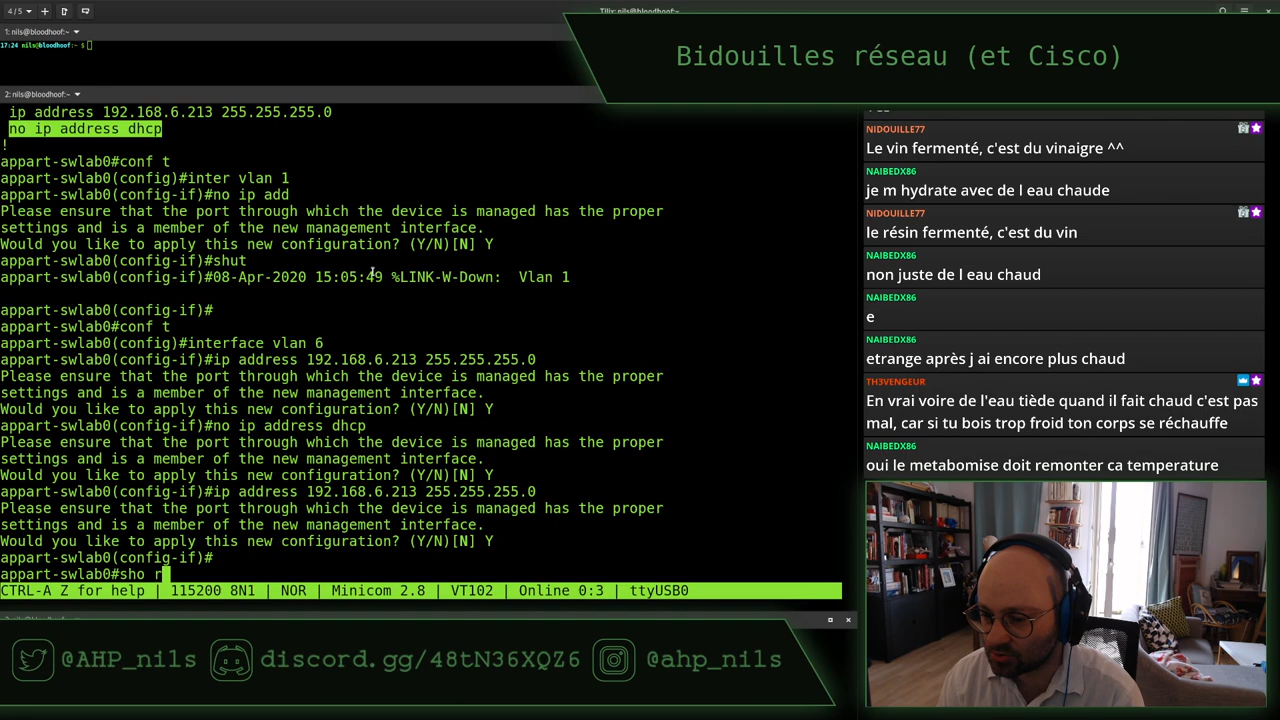 4 / 5
Tilix: nils@bloodhoof:~
1: nils@bloodhoof:~
17:24 nils@bloodhoof:~ $
2: nils@bloodhoof:~
Bidouilles réseau (et Cisco)
ip address 192.168.6.213 255.255.255.0
no ip address dhcp
!
appart-swlab0#conf t
appart-swlab0(config)#inter vlan 1
appart-swlab0(config-if)#no ip add
Please ensure that the port through which the device is managed has the proper
settings and is a member of the new management interface.
Would you like to apply this new configuration? (Y/N)[N] Y
appart-swlab0(config-if)#shut
appart-swlab0(config-if)#08-Apr-2020 15:05:49 %LINK-W-Down:  Vlan 1
appart-swlab0(config-if)#
appart-swlab0#conf t
appart-swlab0(config)#interface vlan 6
appart-swlab0(config-if)#ip address 192.168.6.213 255.255.255.0
Please ensure that the port through which the device is managed has the proper
settings and is a member of the new management interface.
Would you like to apply this new configuration? (Y/N)[N] Y
appart-swlab0(config-if)#no ip address dhcp
Please ensure that the port through which the device is managed has the proper
settings and is a member of the new management interface.
Would you like to apply this new configuration? (Y/N)[N] Y
appart-swlab0(config-if)#ip address 192.168.6.213 255.255.255.0
Please ensure that the port through which the device is managed has the proper
settings and is a member of the new management interface.
Would you like to apply this new configuration? (Y/N)[N] Y
appart-swlab0(config-if)#
appart-swlab0#sho r
CTRL-A Z for help | 115200 8N1 | NOR | Minicom 2.8 | VT102 | Online 0:3 | ttyUSB0
NIDOUILLE77
Le vin fermenté, c'est du vinaigre ^^
NAIBEDX86
je m hydrate avec de l eau chaude
NIDOUILLE77
le résin fermenté, c'est du vin
NAIBEDX86
non juste de l eau chaud
NAIBEDX86
e
NAIBEDX86
etrange après j ai encore plus chaud
TH3VENGEUR
En vrai voire de l'eau tiède quand il fait chaud c'est pas
mal, car si tu bois trop froid ton corps se réchauffe
NAIBEDX86
oui le metabomise doit remonter ca temperature
@AHP_nils
discord.gg/48tN36XQZ6
@ahp_nils